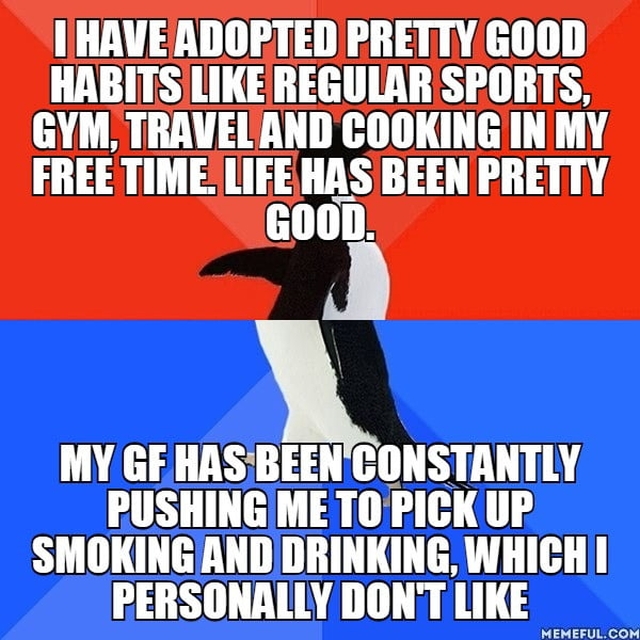 I HAVE ADOPTED PRETTY GOOD
HABITS LIKE REGULAR SPORTS,
GYM, TRAVEL AND COOKING IN MY
FREE TIME. LIFE HAS BEEN PRETTY
GOOD.
MY GF HAS BEEN CONSTANTLY
PUSHING ME TO PICK UP
SMOKING AND DRINKING, WHICH I
PERSONALLY DON'T LIKE
MEMEFUL.COM